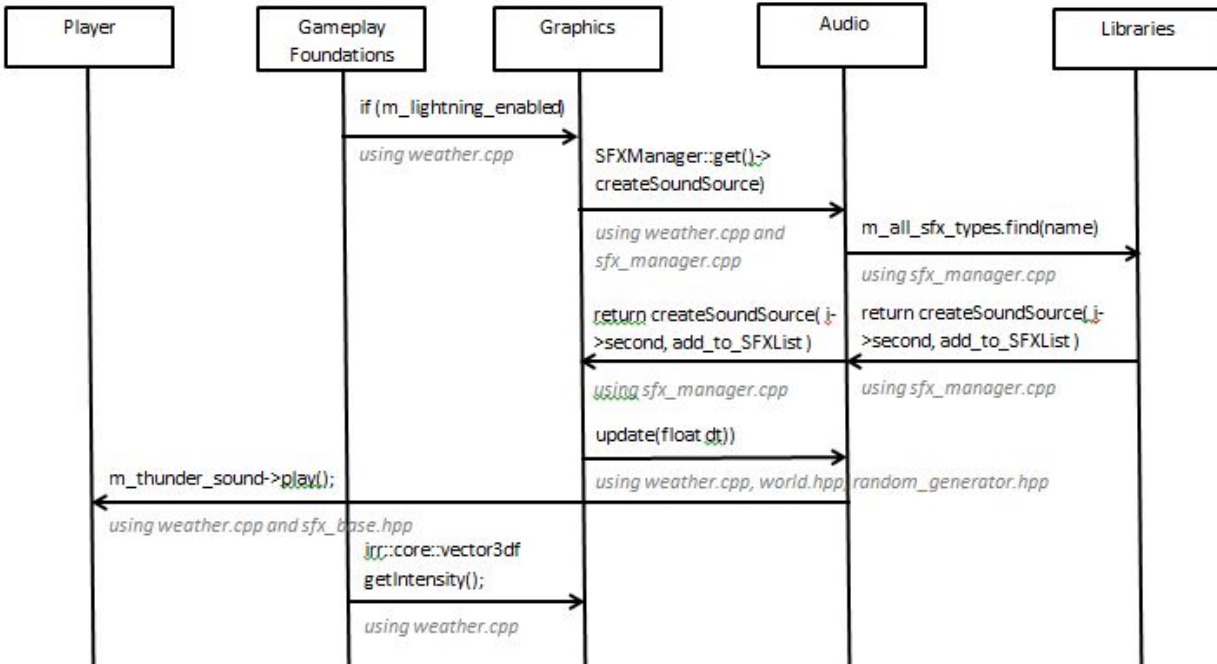 Player
Gameplay
Foundations
Graphics
Audio
Libraries
if (m_lightning_enabled)
using weather.cpp
SFXManager::get()->
createSoundSource)
using weather.cpp and
sfx_manager.cpp
m_all_sfx_types.find(name)
using sfx_manager.cpp
return createSoundSource( i-
>second, add_to_SFXList )
using sfx_manager.cpp
return createSoundSource( i-
>second, add_to_SFXList )
using sfx_manager.cpp
update(float dt))
using weather.cpp, world.hpp, random_generator.hpp
m_thunder_sound->play();
using weather.cpp and sfx_base.hpp
irr::core::vector3df
getIntensity();
using weather.cpp